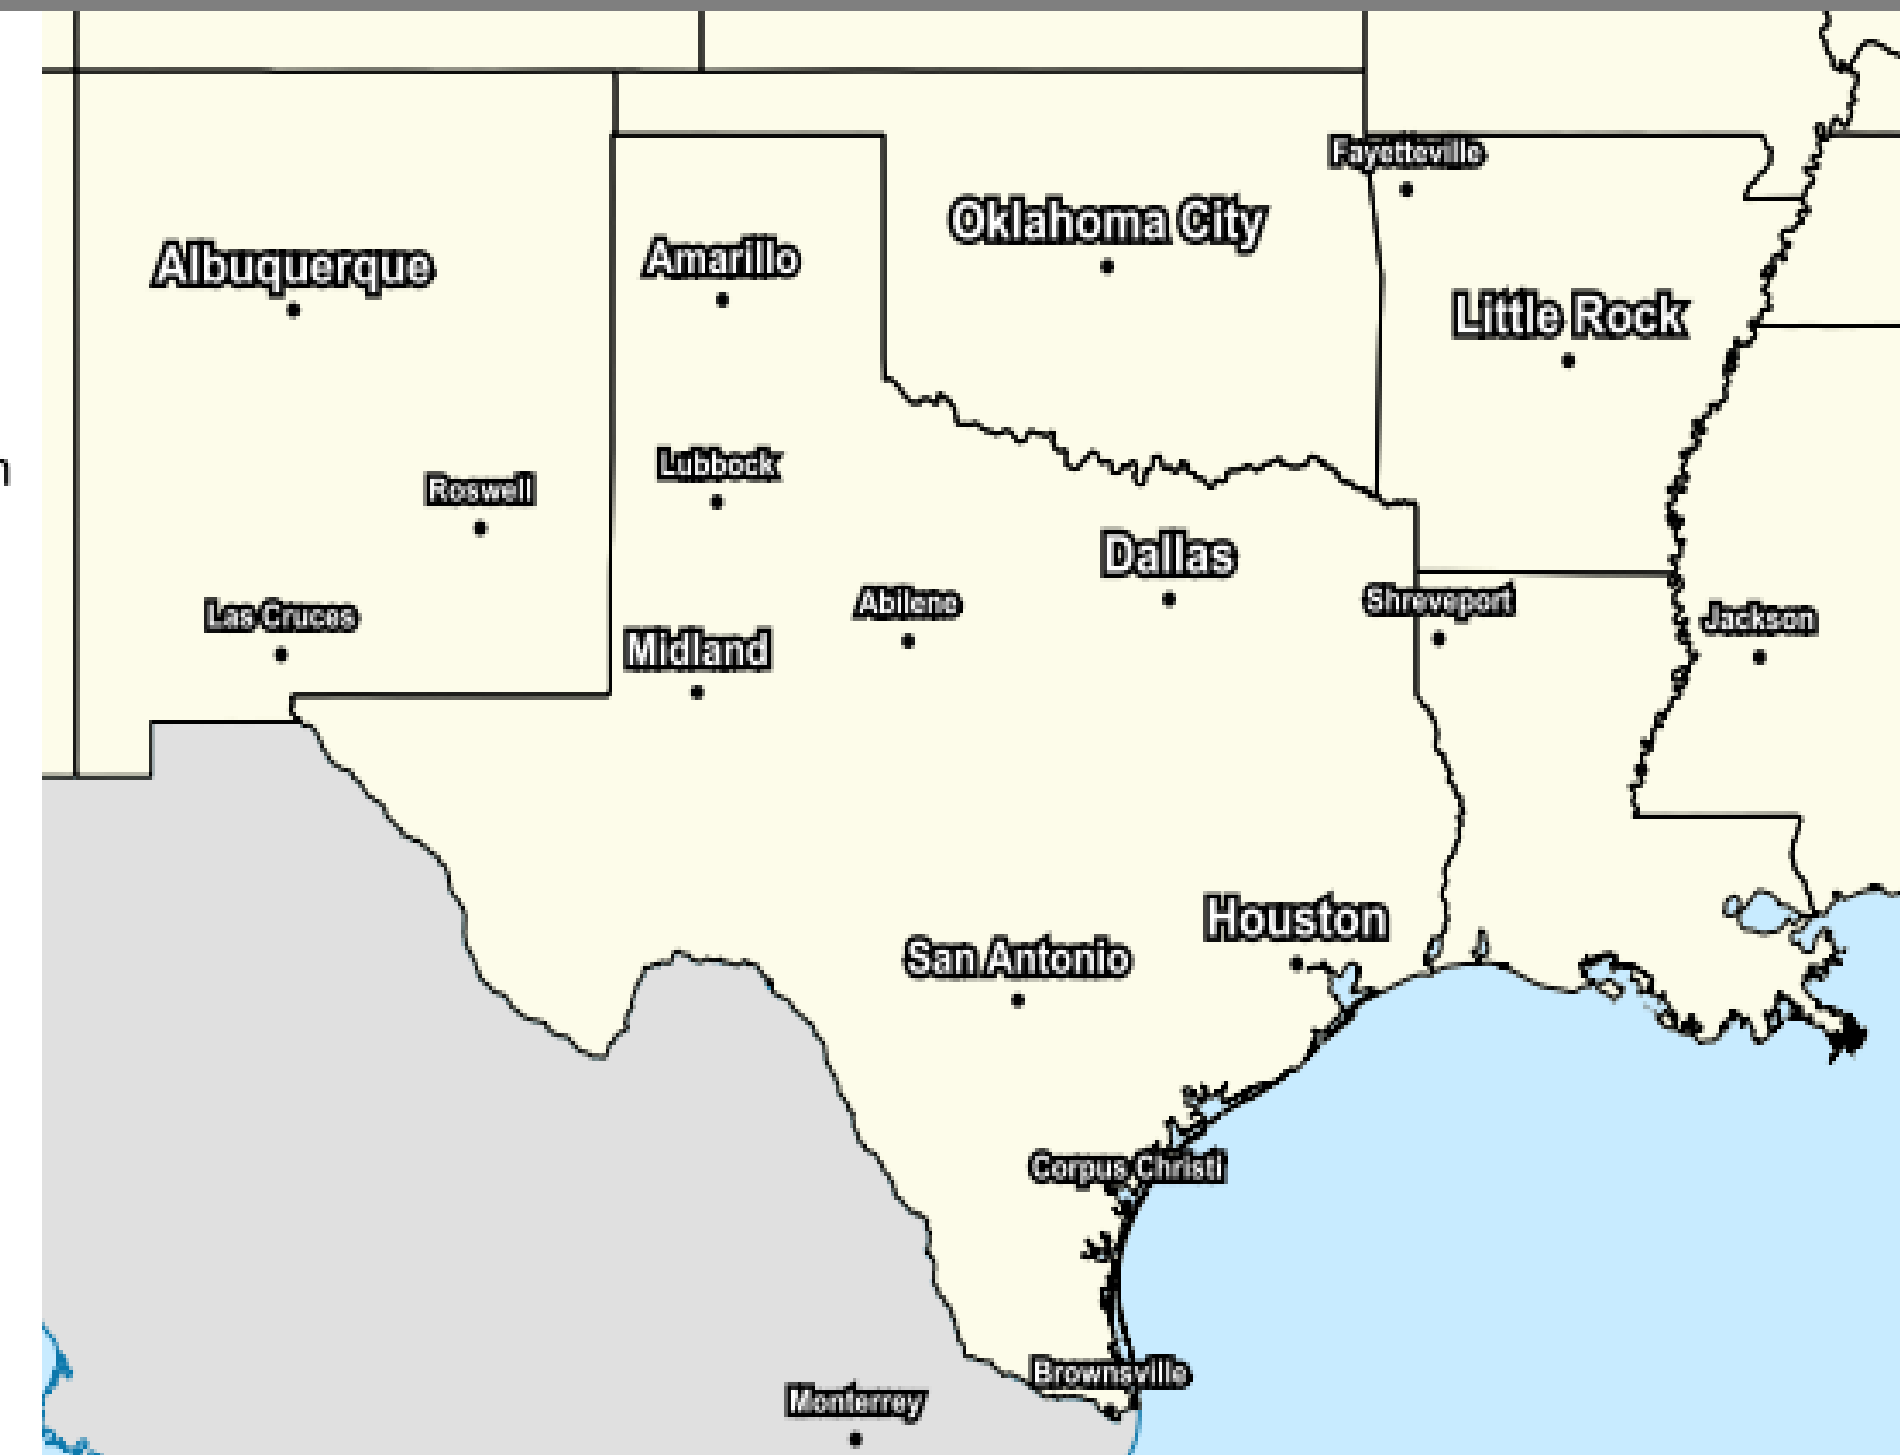 Fayetteville
Oklahoma City
Albuquerque
Amarillo
Little Rock
n
Lubbock
Roswell
Dallas
Abilene
Shreveport
Las Cruces
Jackson
Midland
Houston
San Antonio
Corpus Christi
Brownsville
Monterrey